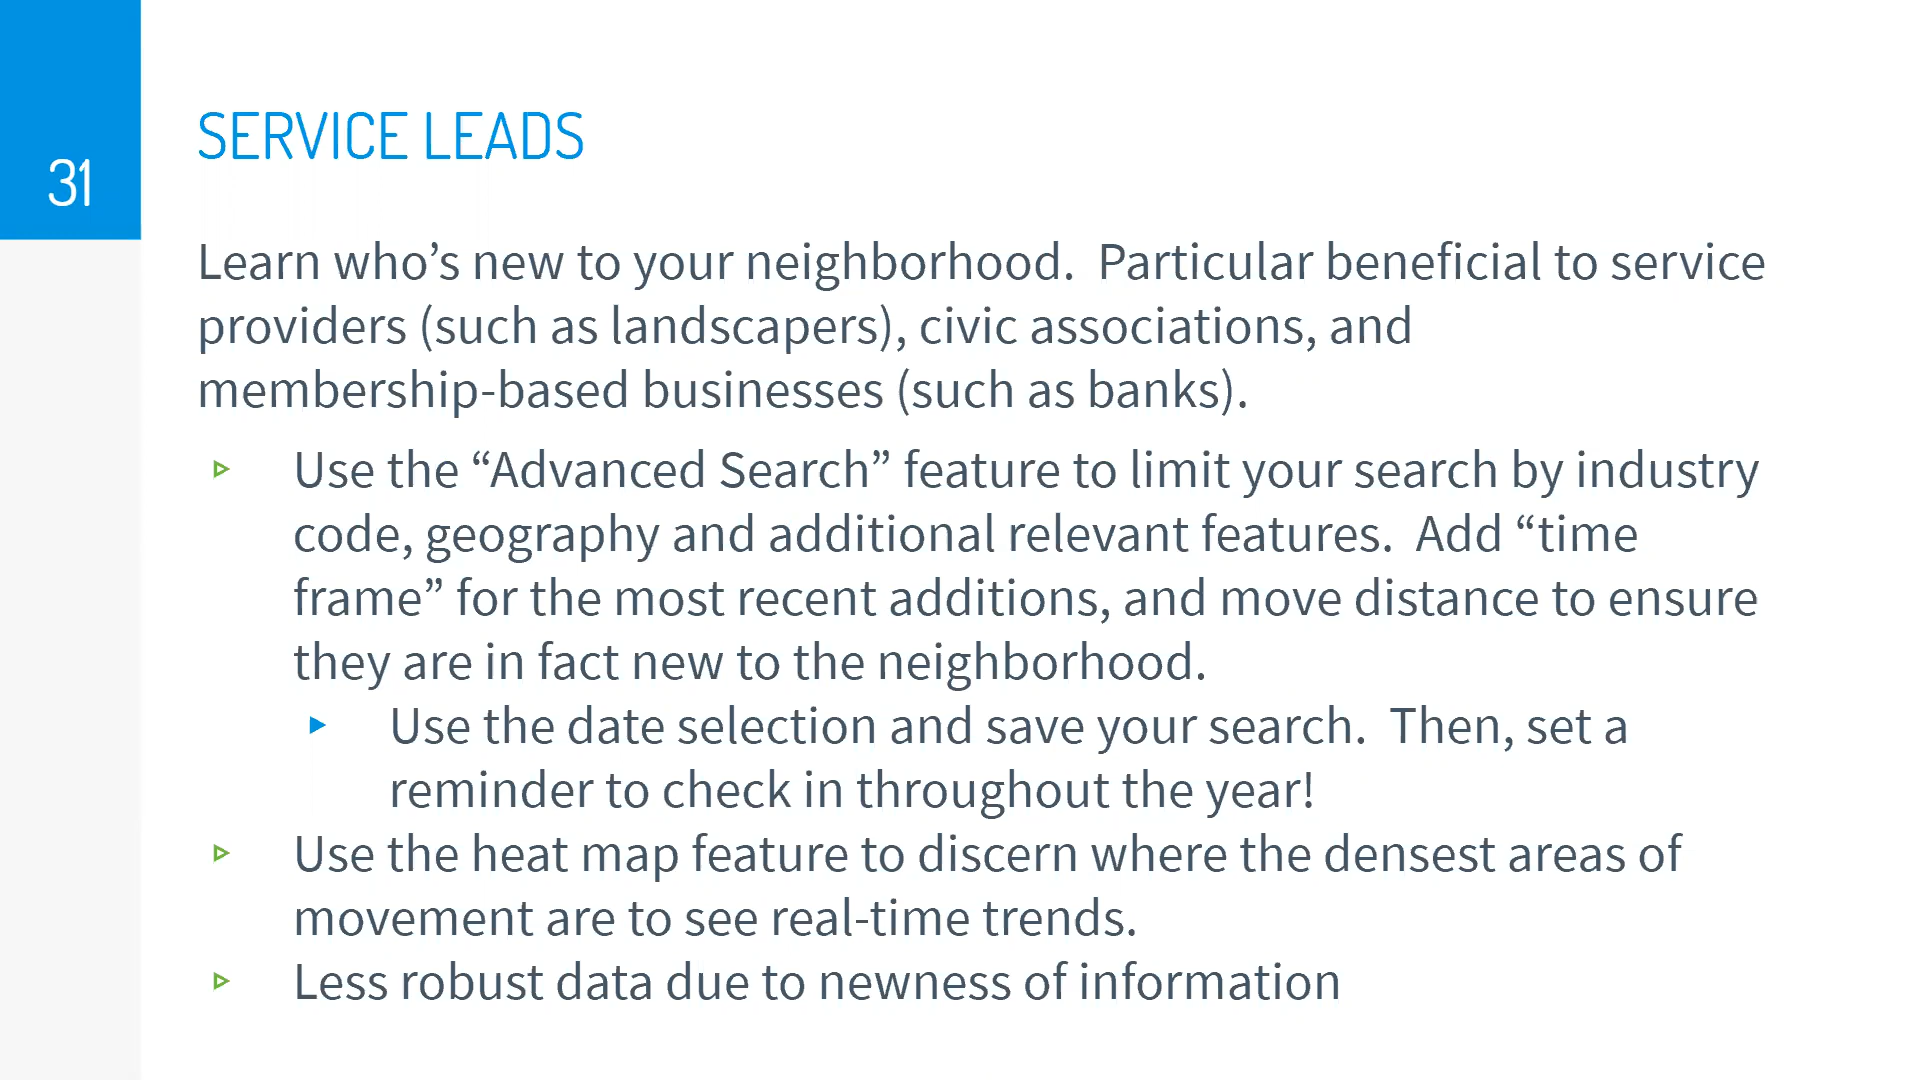 31
SERVICE LEADS
Learn who’s new to your neighborhood.  Particular beneficial to service
providers (such as landscapers), civic associations, and
membership-based businesses (such as banks).
Use the “Advanced Search” feature to limit your search by industry
code, geography and additional relevant features.  Add “time
frame” for the most recent additions, and move distance to ensure
they are in fact new to the neighborhood.
Use the date selection and save your search.  Then, set a
reminder to check in throughout the year!
Use the heat map feature to discern where the densest areas of
movement are to see real-time trends.
Less robust data due to newness of information